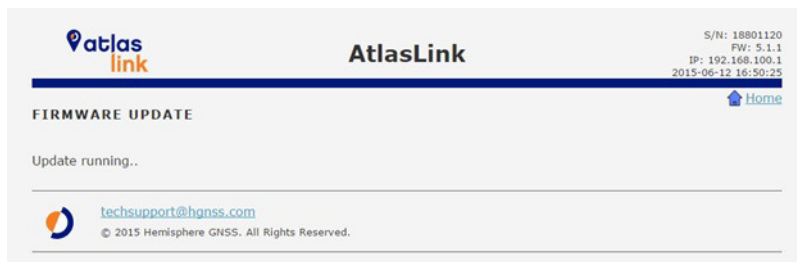 atlas
link
AtlasLink
S/N: 18801120
FW: 5.1.1
IP: 192.168.100.1
2015-06-12 16:50:25
Home
FIRMWARE UPDATE
Update running..
techsupport@hgnss.com
© 2015 Hemisphere GNSS. All Rights Reserved.